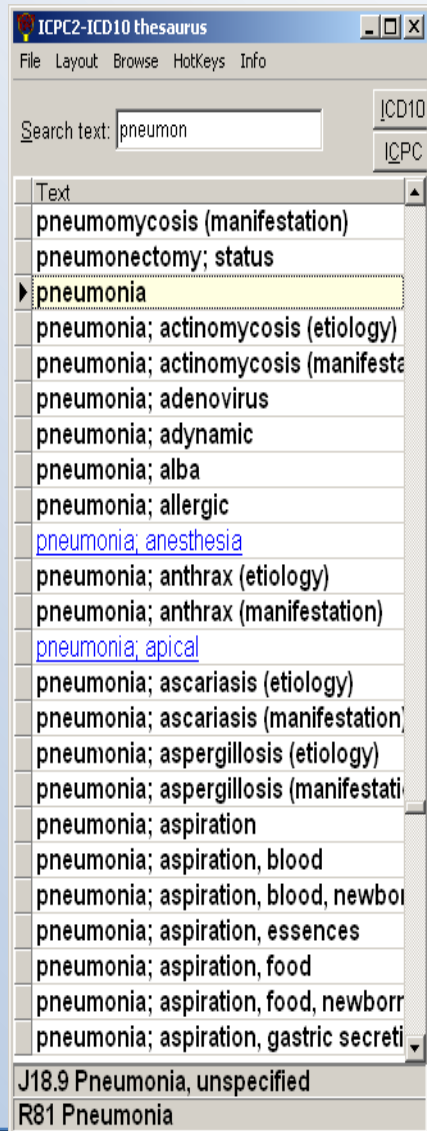 ICPC2-ICD10 thesaurus
File Layout Browse HotKeys Info
Search text: pneumon
ICD10
ICPC
Text
pneumomycosis (manifestation)
pneumonectomy; status
pneumonia
pneumonia; actinomycosis (etiology)
pneumonia; actinomycosis (manifesta
pneumonia; adenovirus
pneumonia; adynamic
pneumonia; alba
pneumonia; allergic
pneumonia; anesthesia
pneumonia; anthrax (etiology)
pneumonia; anthrax (manifestation)
pneumonia; apical
pneumonia; ascariasis (etiology)
pneumonia; ascariasis (manifestation)
pneumonia; aspergillosis (etiology)
pneumonia; aspergillosis (manifestati
pneumonia; aspiration
pneumonia; aspiration, blood
pneumonia; aspiration, blood, newbor
pneumonia; aspiration, essences
pneumonia; aspiration, food
pneumonia; aspiration, food, newborn
pneumonia; aspiration, gastric secreti
J18.9 Pneumonia, unspecified
R81 Pneumonia